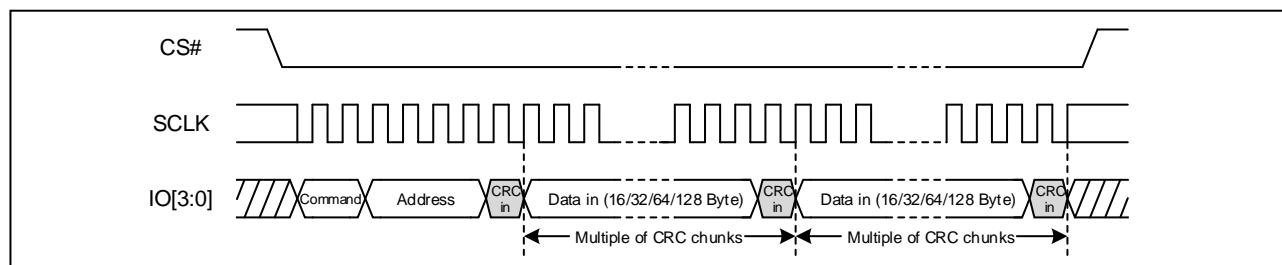 CS#
SCLK
IO[3:0]
Command
Address
CRC
in
Data in (16/32/64/128 Byte)
CRC
in
Data in (16/32/64/128 Byte)
CRC
in
Multiple of CRC chunks
Multiple of CRC chunks